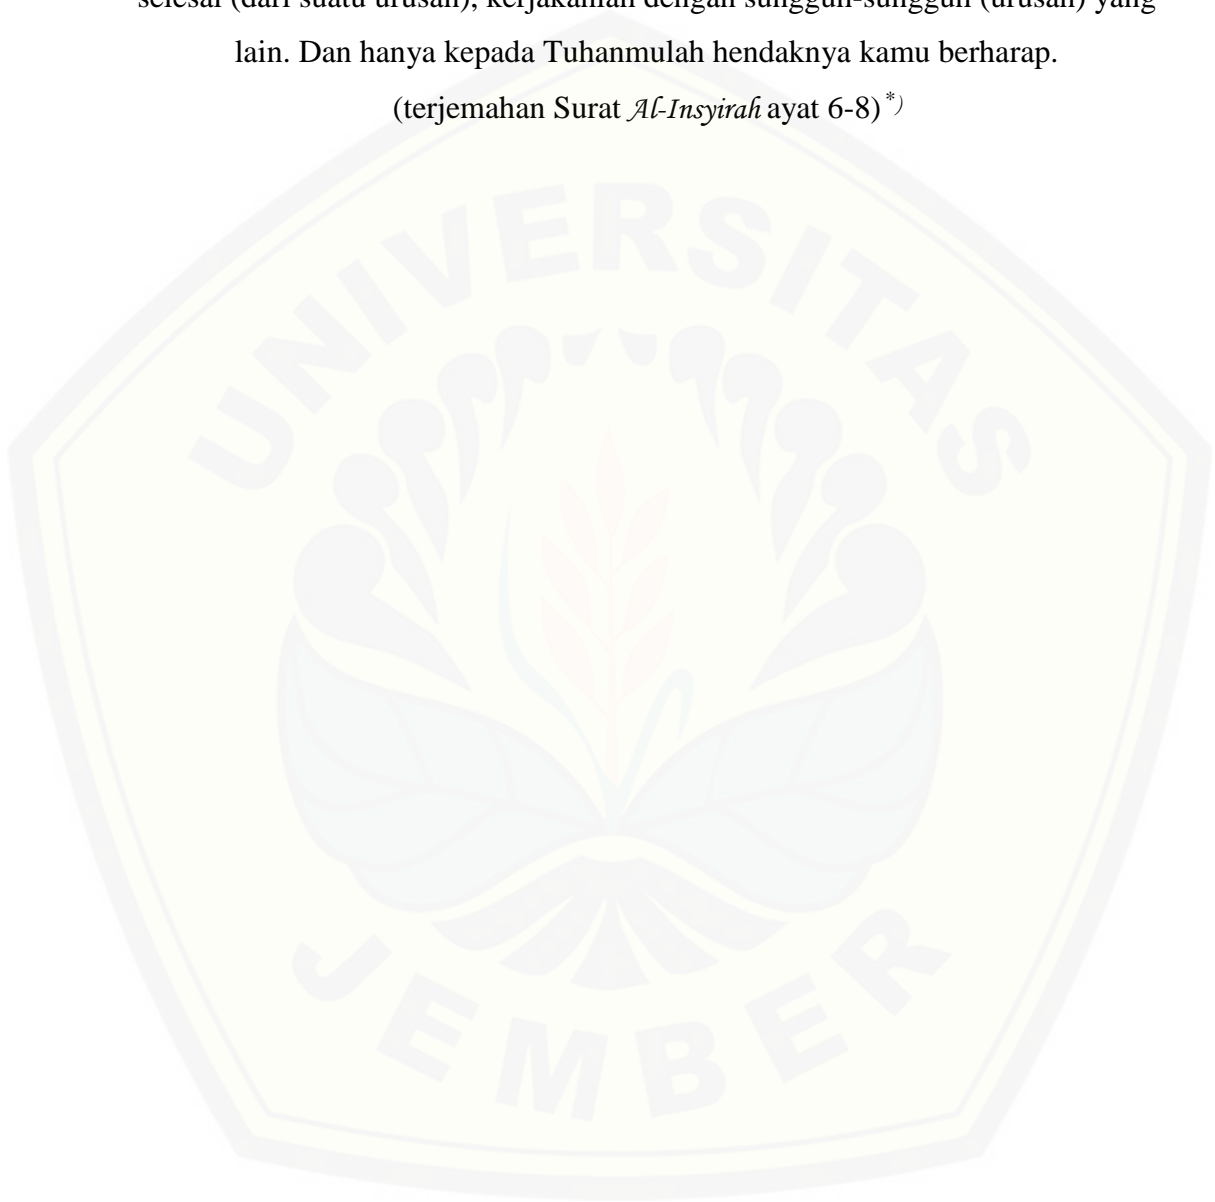 selesai (dari suatu urusan), kerjakanlah dengan sungguh-sungguh (urusan) yang
lain. Dan hanya kepada Tuhanmulah hendaknya kamu berharap.
(terjemahan Surat Al-Insyirah ayat 6-8) *)
UNIVERSITAS
JEMBER